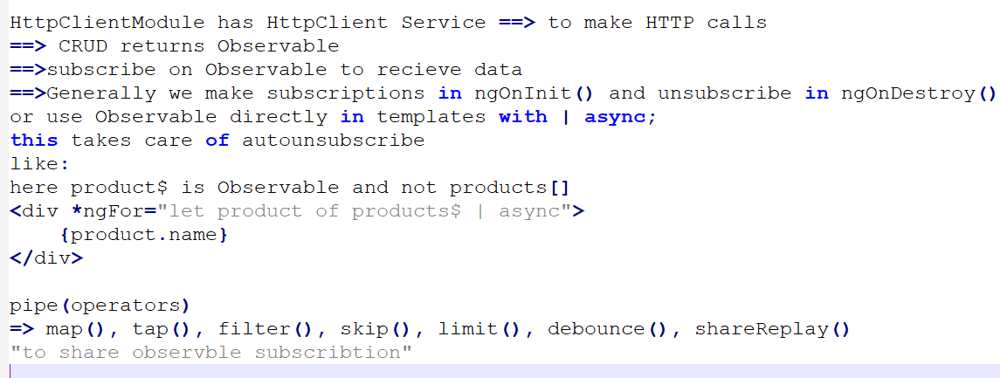 HttpClientModule has HttpClient Service ==> to make HTTP calls
==> CRUD returns Observable
==>subscribe on Observable to recieve data
==>Generally we make subscriptions in ngOnInit() and unsubscribe in ngOnDestroy()
or use Observable directly in templates with | async;
this takes care of autounsubscribe
like:
here product$ is Observable and not products[]
<div *ngFor="let product of products$ | async">
    {product.name}
</div>

pipe(operators)
=> map(), tap(), filter(), skip(), limit(), debounce(), shareReplay()
"to share observble subscribtion"